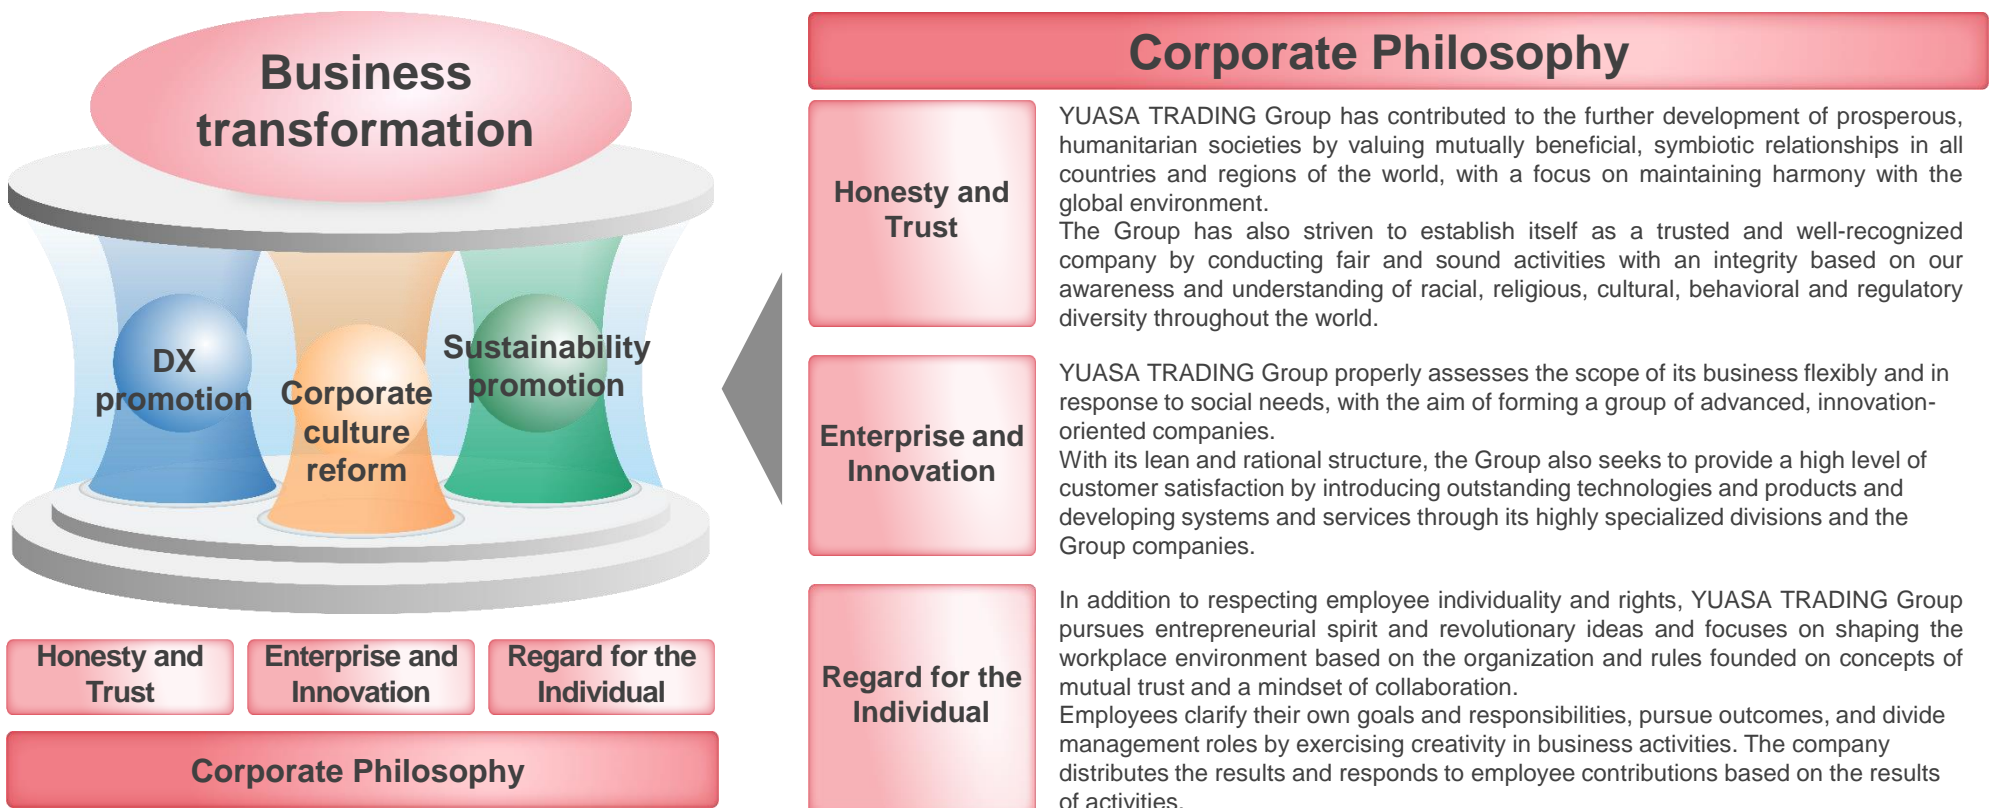 Business
transformation
DX
promotion
Corporate
culture
reform
Sustainability
promotion
Honesty and
Trust
Enterprise and
Innovation
Regard for the
Individual
Corporate Philosophy
Corporate Philosophy
Honesty and
Trust
YUASA TRADING Group has contributed to the further development of prosperous,
humanitarian societies by valuing mutually beneficial, symbiotic relationships in all
countries and regions of the world, with a focus on maintaining harmony with the
global environment.
The Group has also striven to establish itself as a trusted and well-recognized
company by conducting fair and sound activities with an integrity based on our
awareness and understanding of racial, religious, cultural, behavioral and regulatory
diversity throughout the world.
Enterprise and
Innovation
YUASA TRADING Group properly assesses the scope of its business flexibly and in
response to social needs, with the aim of forming a group of advanced, innovation-
oriented companies.
With its lean and rational structure, the Group also seeks to provide a high level of
customer satisfaction by introducing outstanding technologies and products and
developing systems and services through its highly specialized divisions and the
Group companies.
Regard for the
Individual
In addition to respecting employee individuality and rights, YUASA TRADING Group
pursues entrepreneurial spirit and revolutionary ideas and focuses on shaping the
workplace environment based on the organization and rules founded on concepts of
mutual trust and a mindset of collaboration.
Employees clarify their own goals and responsibilities, pursue outcomes, and divide
management roles by exercising creativity in business activities. The company
distributes the results and responds to employee contributions based on the results
of activities.